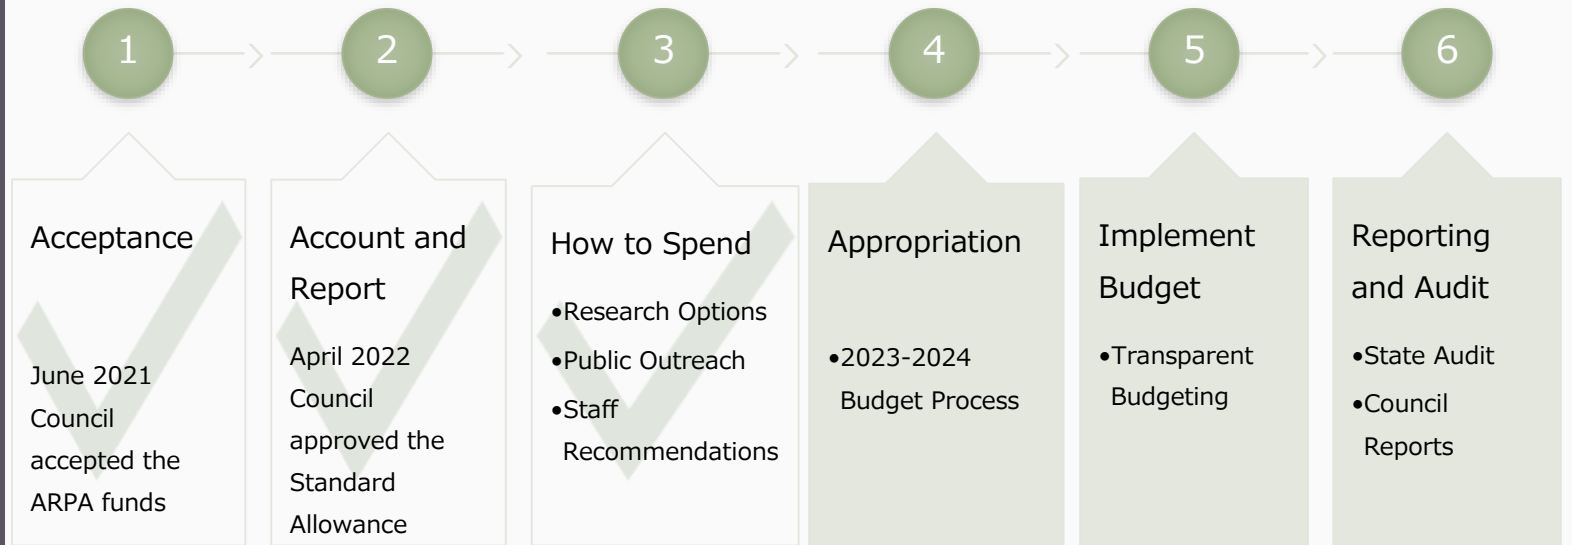 1
2
3
4
5
6
Acceptance
June 2021
Council
accepted the
ARPA funds
Account and
Report
April 2022
Council
approved the
Standard
Allowance
How to Spend
•Research Options
•Public Outreach
•Staff
Recommendations
Appropriation
•2023-2024
Budget Process
Implement
Budget
•Transparent
Budgeting
Reporting
and Audit
•State Audit
•Council
Reports